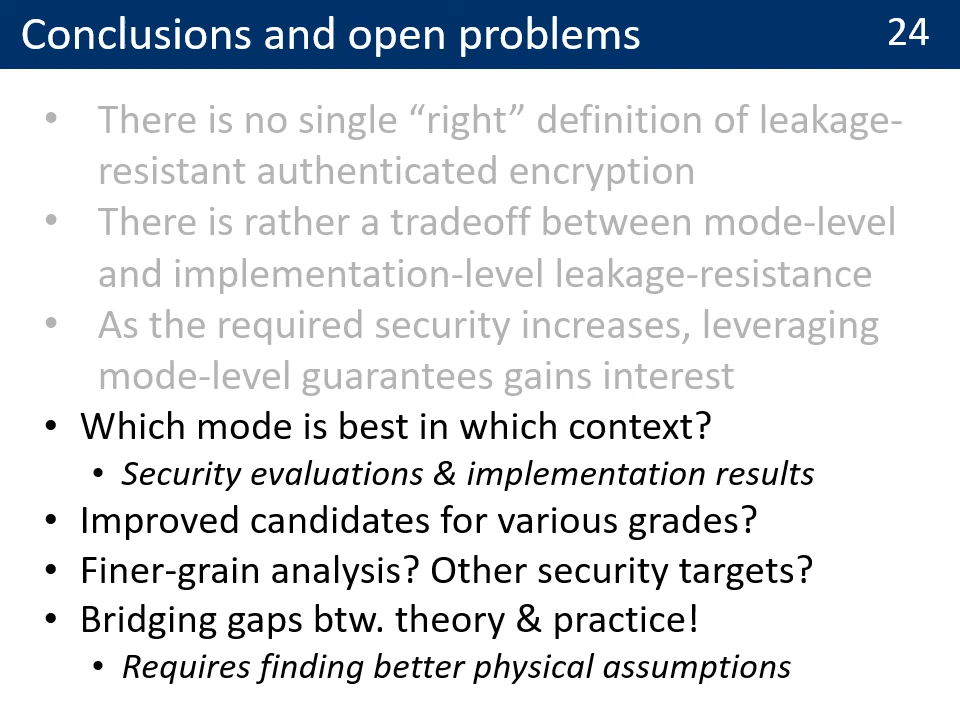 Conclusions and open problems 24
• There is no single “right” definition of leakage-
resistant authenticated encryption
• There is rather a tradeoff between mode-level
and implementation-level leakage-resistance
• As the required security increases, leveraging
mode-level guarantees gains interest
• Which mode is best in which context?
• Security evaluations & implementation results
• Improved candidates for various grades?
• Finer-grain analysis? Other security targets?
• Bridging gaps btw. theory & practice!
• Requires finding better physical assumptions